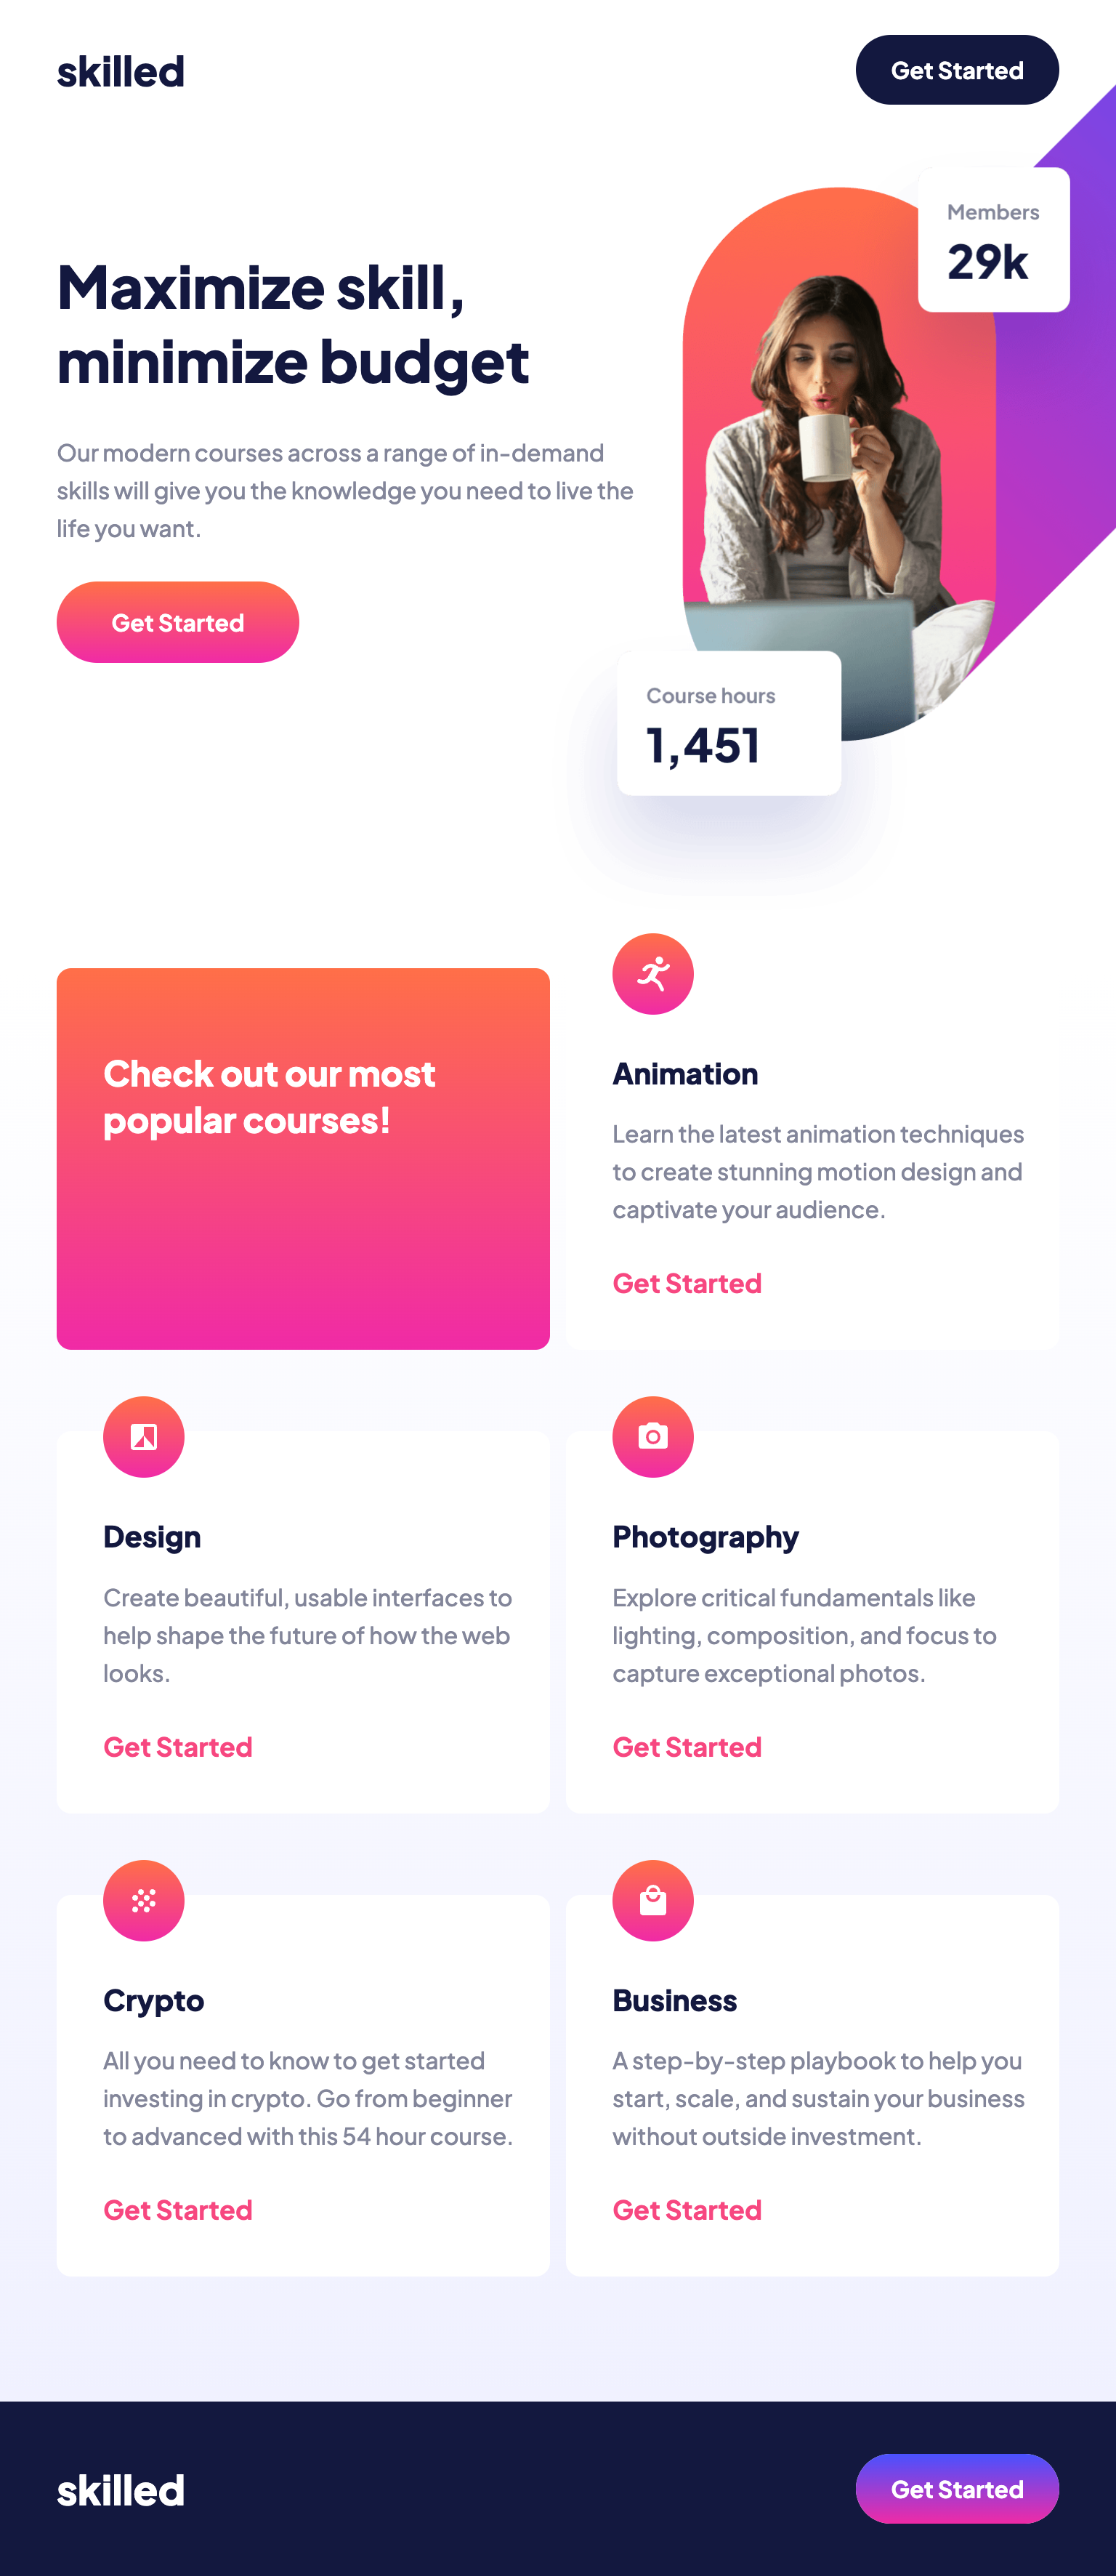 skilled
Get Started
Maximize skill,
minimize budget
Our modern courses across a range of in-demand
skills will give you the knowledge you need to live the
life you want.
Get Started
Members
29k
Course hours
1,451
Check out our most
popular courses!
Animation
Learn the latest animation techniques
to create stunning motion design and
captivate your audience.
Get Started
Design
Create beautiful, usable interfaces to
help shape the future of how the web
looks.
Get Started
Photography
Explore critical fundamentals like
lighting, composition, and focus to
capture exceptional photos.
Get Started
Crypto
All you need to know to get started
investing in crypto. Go from beginner
to advanced with this 54 hour course.
Get Started
Business
A step-by-step playbook to help you
start, scale, and sustain your business
without outside investment.
Get Started
skilled
Get Started